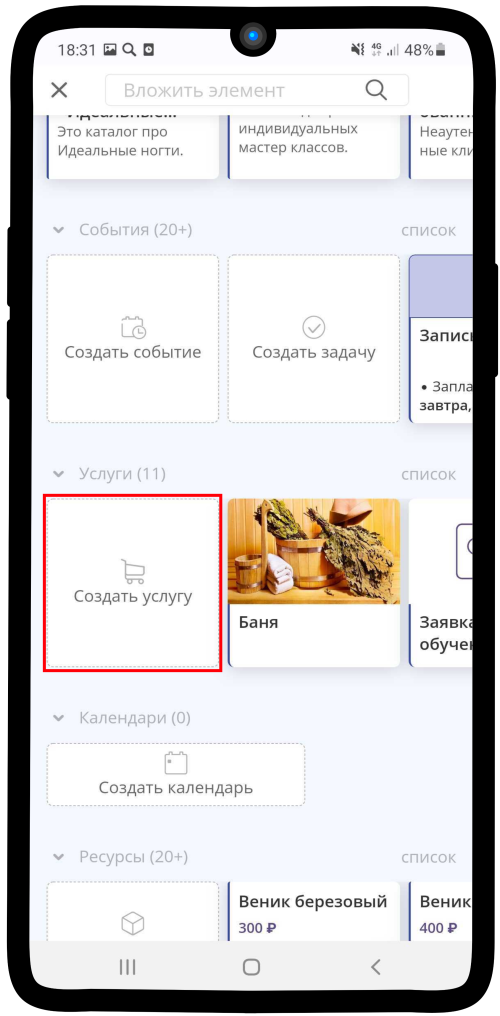 18:31 4G 48%
Вложить элемент
Это каталог про
Идеальные ногти.
индивидуальных
мастер классов.
Неаутен
ные кли
События (20+) список
Создать событие
Создать задачу
Запись
• Запла
завтра,
Услуги (11) список
Создать услугу
Баня
Заявка
обучен
Календари (0)
Создать календарь
Ресурсы (20+) список
Веник березовый
300 ₽
Веник
400 ₽